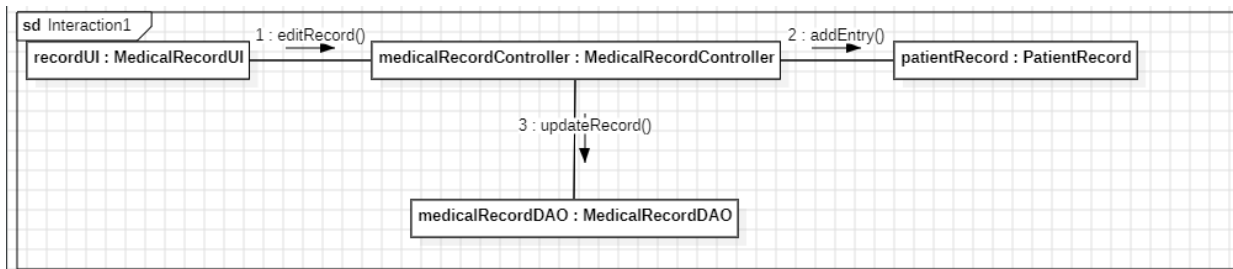 sd Interaction1
1 : editRecord()
2 : addEntry()
recordUI : MedicalRecordUI
medicalRecordController : MedicalRecordController
patientRecord : PatientRecord
3 : updateRecord()
medicalRecordDAO : MedicalRecordDAO